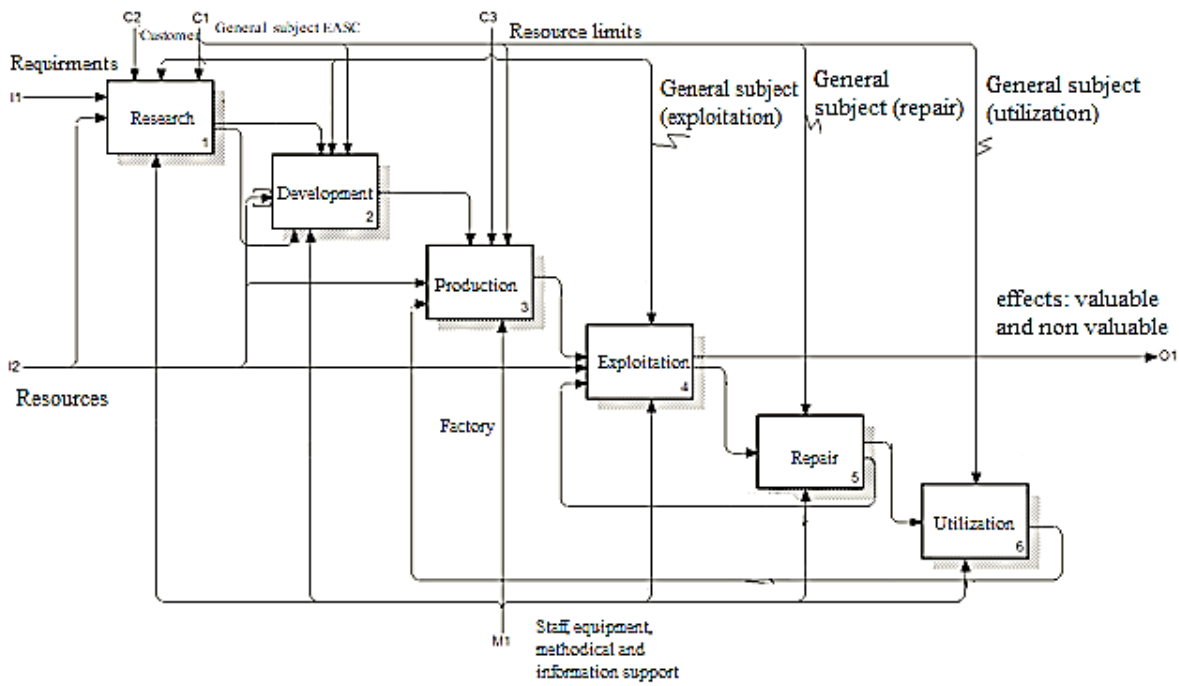 C2
C1
C3
Customer
General subject EASC
Resource limits
Requirments
I1
Research
1
General subject
(exploitation)
General
subject (repair)
General subject
(utilization)
Development
2
Production
3
effects: valuable
and non valuable
Exploitation
4
O1
I2
Resources
Factory
Repair
5
Utilization
6
M1
Staff, equipment,
methodical and
information support